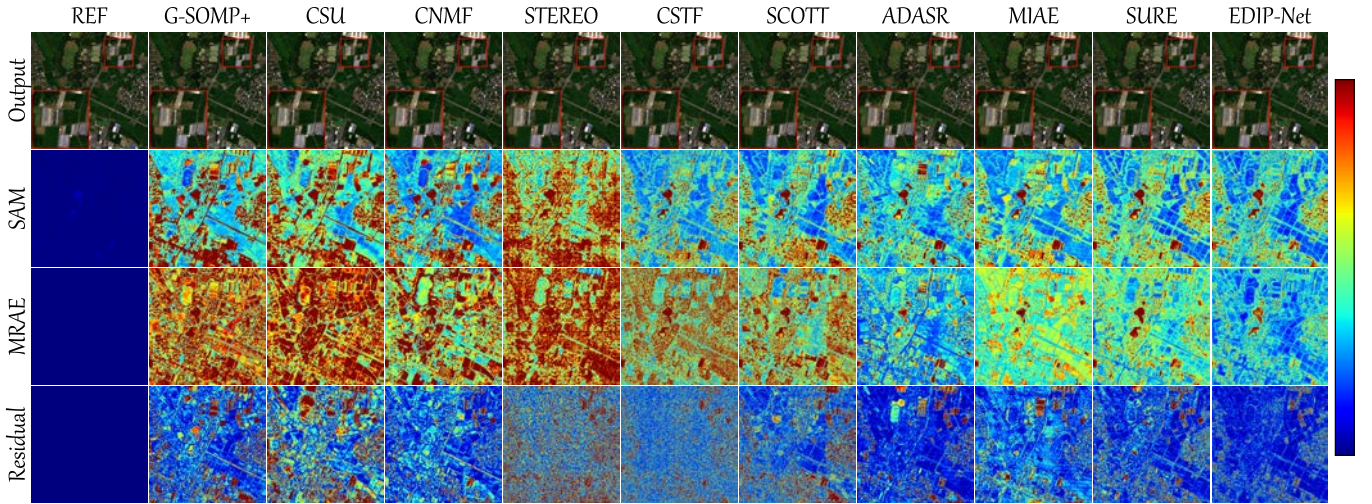 REF G-SOMP+ CSU CNMF STEREO CSTF SCOTT ADASR MIAE SURE EDIP-Net
Output
SAM
MRAE
Residual